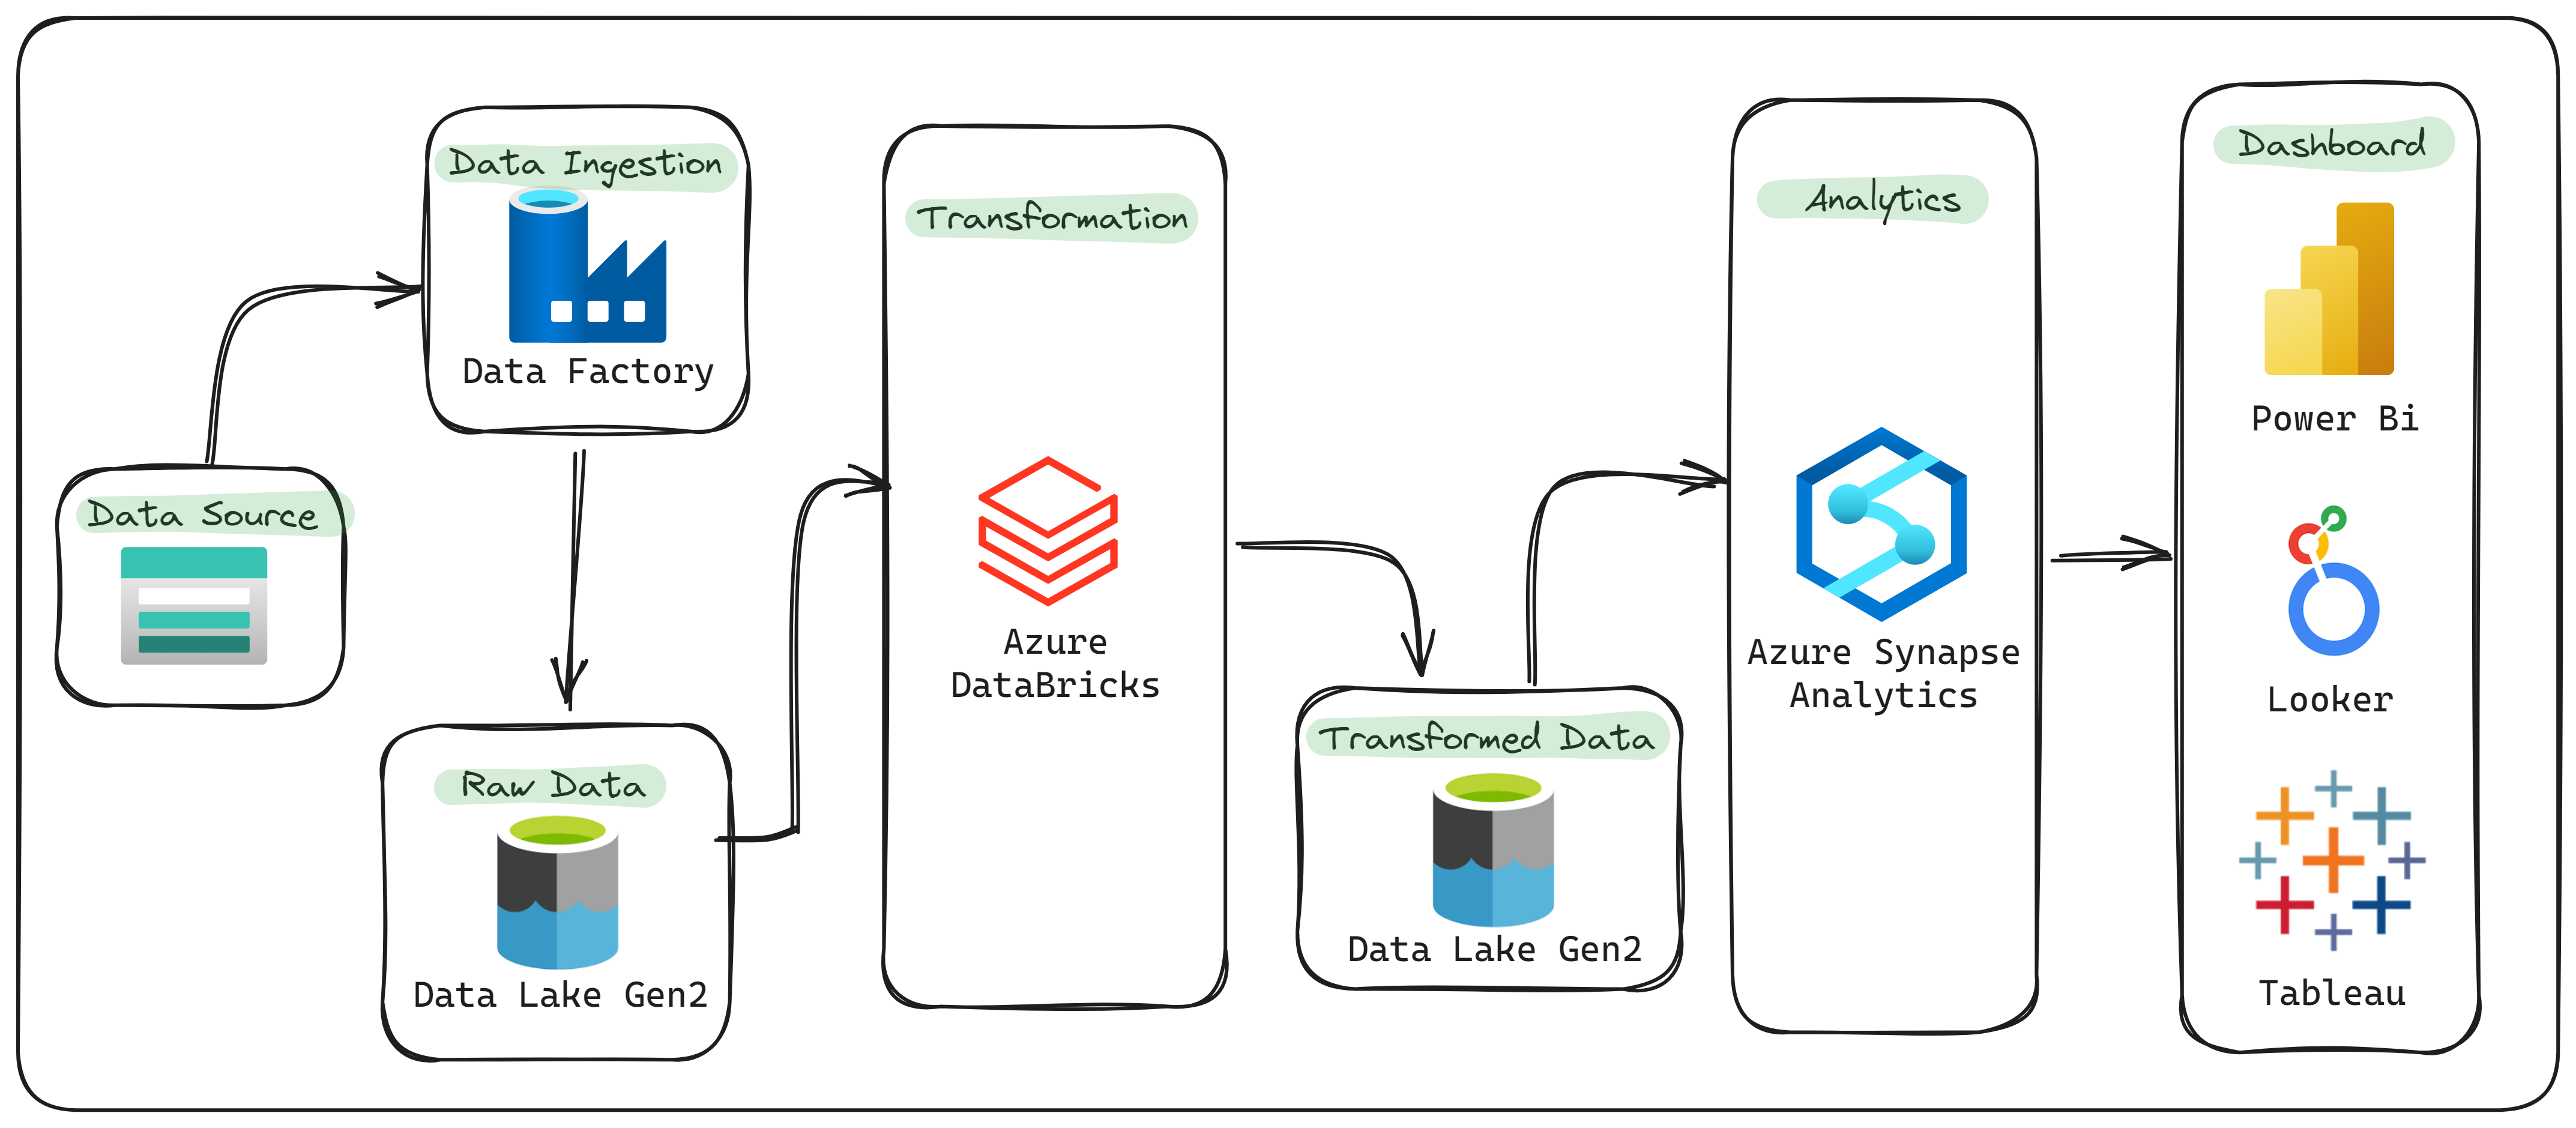 Data Source
Data Ingestion
Data Factory
Raw Data
Data Lake Gen2
Transformation
Azure
DataBricks
Transformed Data
Data Lake Gen2
Analytics
Azure Synapse
Analytics
Dashboard
Power Bi
Looker
Tableau